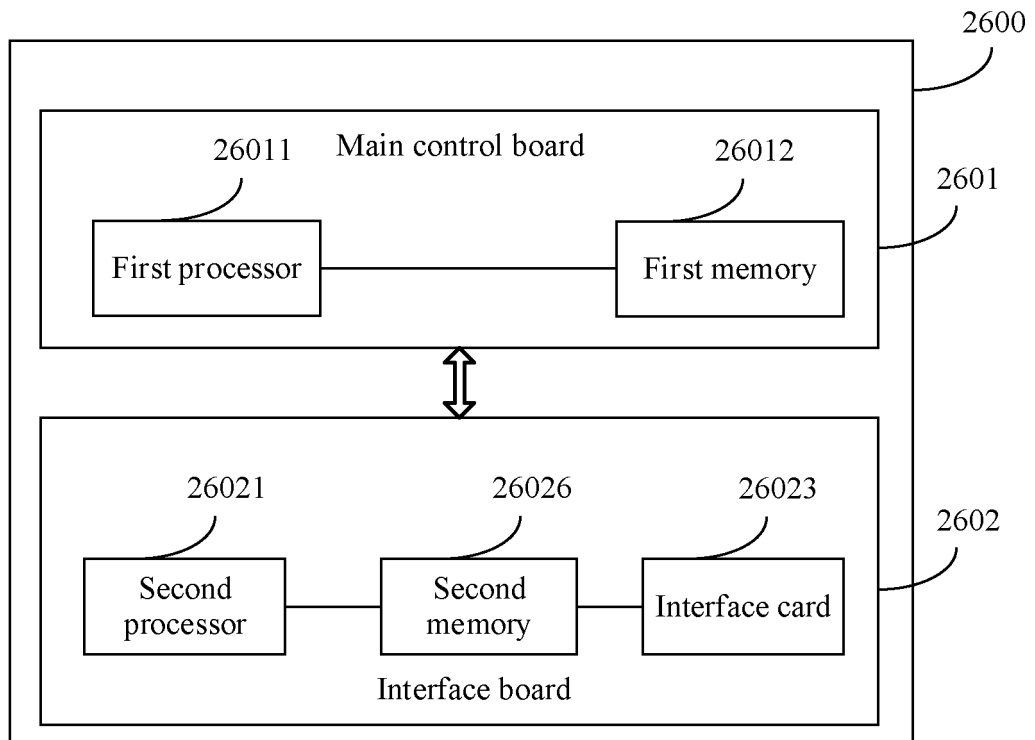 2600
Main control board
26011
26012
2601
First processor
First memory
26021
26026
26023
2602
Second
processor
Second
memory
Interface card
Interface board